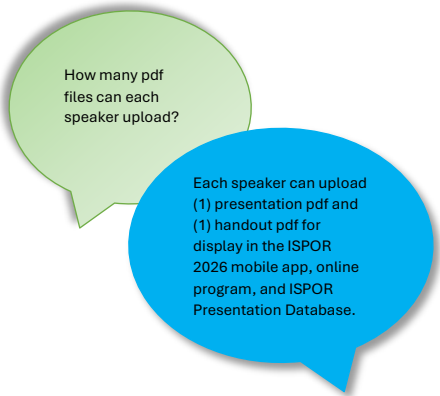 How many pdf
files can each
speaker upload?
Each speaker can upload
(1) presentation pdf and
(1) handout pdf for
display in the ISPOR
2026 mobile app, online
program, and ISPOR
Presentation Database.